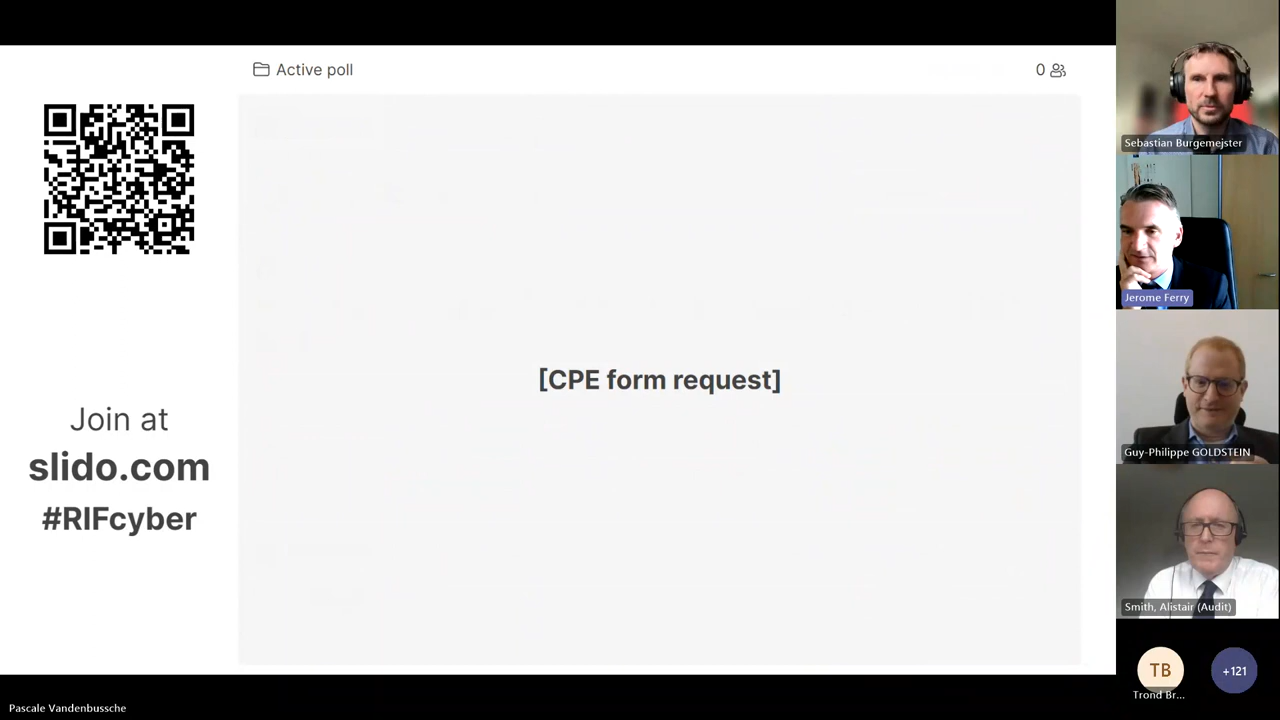 Active poll
0
Join at
slido.com
#RIFcyber
[CPE form request]
Sebastian Burgemejster
Jerome Ferry
Guy-Philippe GOLDSTEIN
Smith, Alistair (Audit)
TB
+121
Trond Br...
Pascale Vandenbussche